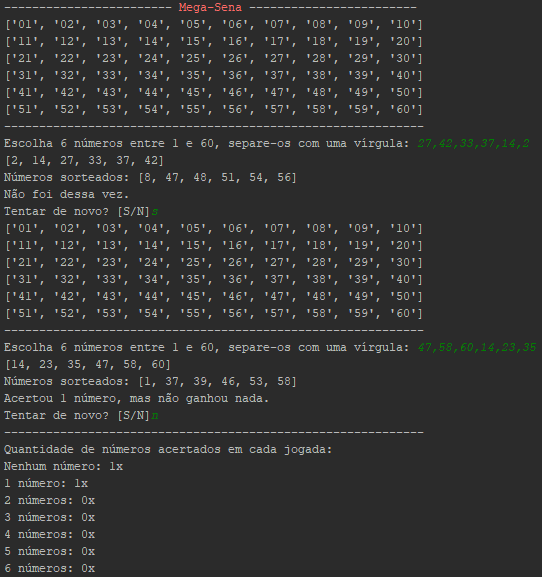 ------------------------ Mega-Sena ------------------------
['01', '02', '03', '04', '05', '06', '07', '08', '09', '10']
['11', '12', '13', '14', '15', '16', '17', '18', '19', '20']
['21', '22', '23', '24', '25', '26', '27', '28', '29', '30']
['31', '32', '33', '34', '35', '36', '37', '38', '39', '40']
['41', '42', '43', '44', '45', '46', '47', '48', '49', '50']
['51', '52', '53', '54', '55', '56', '57', '58', '59', '60']
------------------------------------------------------------
Escolha 6 números entre 1 e 60, separe-os com uma vírgula: 27,42,33,37,14,2
[2, 14, 27, 33, 37, 42]
Números sorteados: [8, 47, 48, 51, 54, 56]
Não foi dessa vez.
Tentar de novo? [S/N]s
['01', '02', '03', '04', '05', '06', '07', '08', '09', '10']
['11', '12', '13', '14', '15', '16', '17', '18', '19', '20']
['21', '22', '23', '24', '25', '26', '27', '28', '29', '30']
['31', '32', '33', '34', '35', '36', '37', '38', '39', '40']
['41', '42', '43', '44', '45', '46', '47', '48', '49', '50']
['51', '52', '53', '54', '55', '56', '57', '58', '59', '60']
------------------------------------------------------------
Escolha 6 números entre 1 e 60, separe-os com uma vírgula: 47,58,60,14,23,35
[14, 23, 35, 47, 58, 60]
Números sorteados: [1, 37, 39, 46, 53, 58]
Acertou 1 número, mas não ganhou nada.
Tentar de novo? [S/N]n
------------------------------------------------------------
Quantidade de números acertados em cada jogada:
Nenhum número: 1x
1 número: 1x
2 números: 0x
3 números: 0x
4 números: 0x
5 números: 0x
6 números: 0x